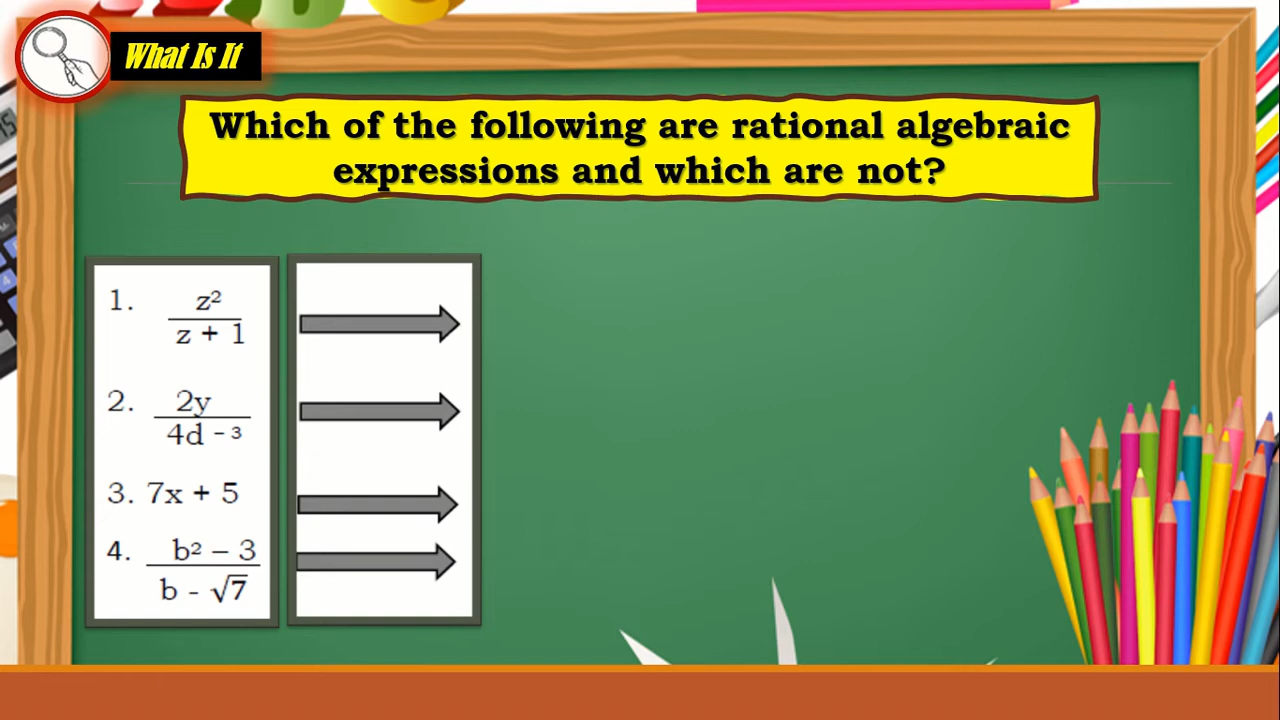 What Is It
Which of the following are rational algebraic
expressions and which are not?
1. z²
z + 1
2. 2y
4d ⁻ ³
3. 7x + 5
4. b² – 3
b - √7